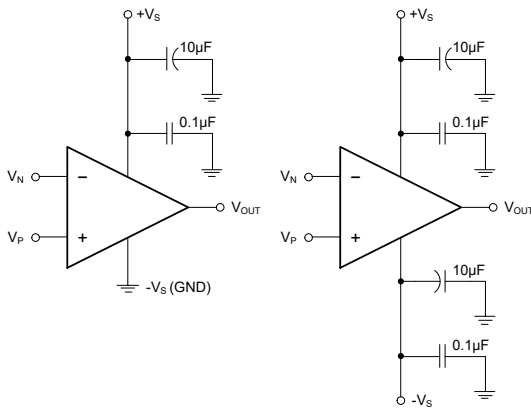 +VS
10µF
0.1µF
VN
−
VP
+
VOUT
-VS (GND)
+VS
10µF
0.1µF
VN
−
VP
+
VOUT
10µF
0.1µF
-VS